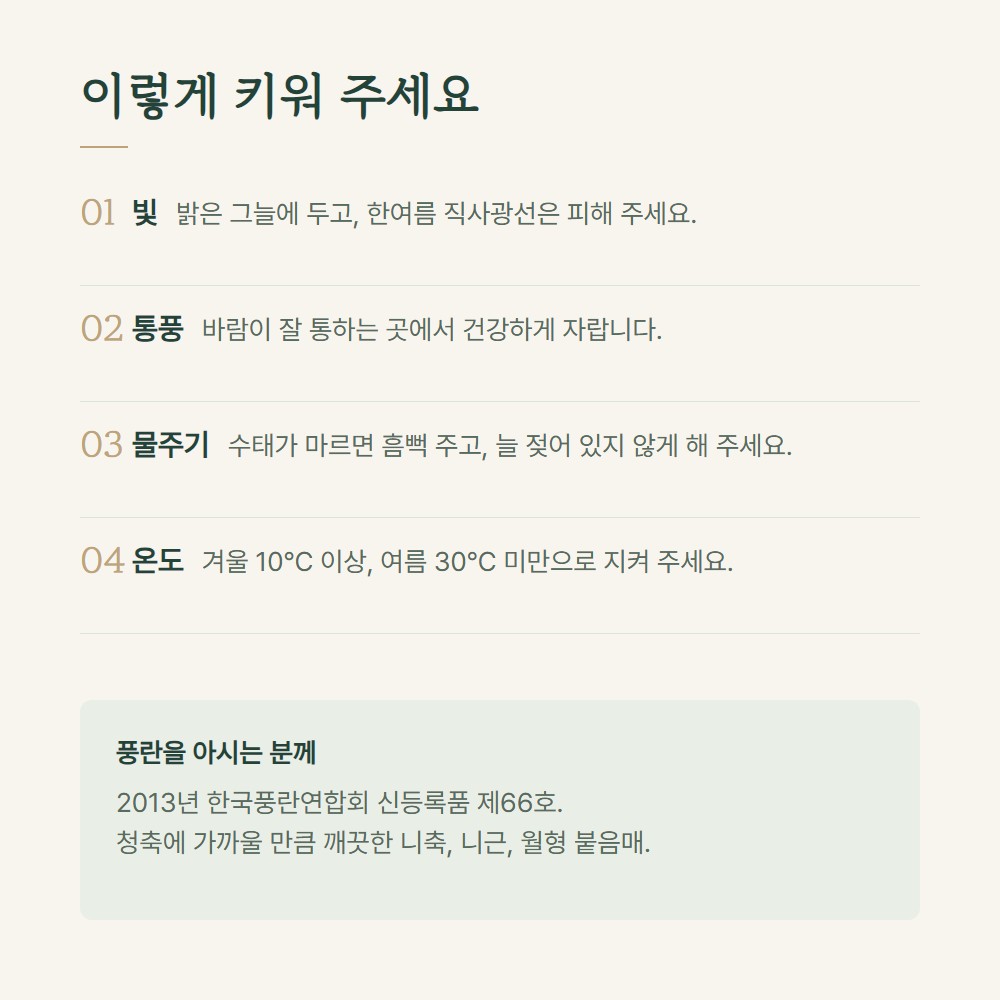 이렇게 키워 주세요
01 빛 밝은 그늘에 두고, 한여름 직사광선은 피해 주세요.
02 통풍 바람이 잘 통하는 곳에서 건강하게 자랍니다.
03 물주기 수태가 마르면 흠뻑 주고, 늘 젖어 있지 않게 해 주세요.
04 온도 겨울 10°C 이상, 여름 30°C 미만으로 지켜 주세요.
풍란을 아시는 분께
2013년 한국풍란연합회 신등록품 제66호.
청축에 가까울 만큼 깨끗한 니축, 니근, 월형 붙음매.